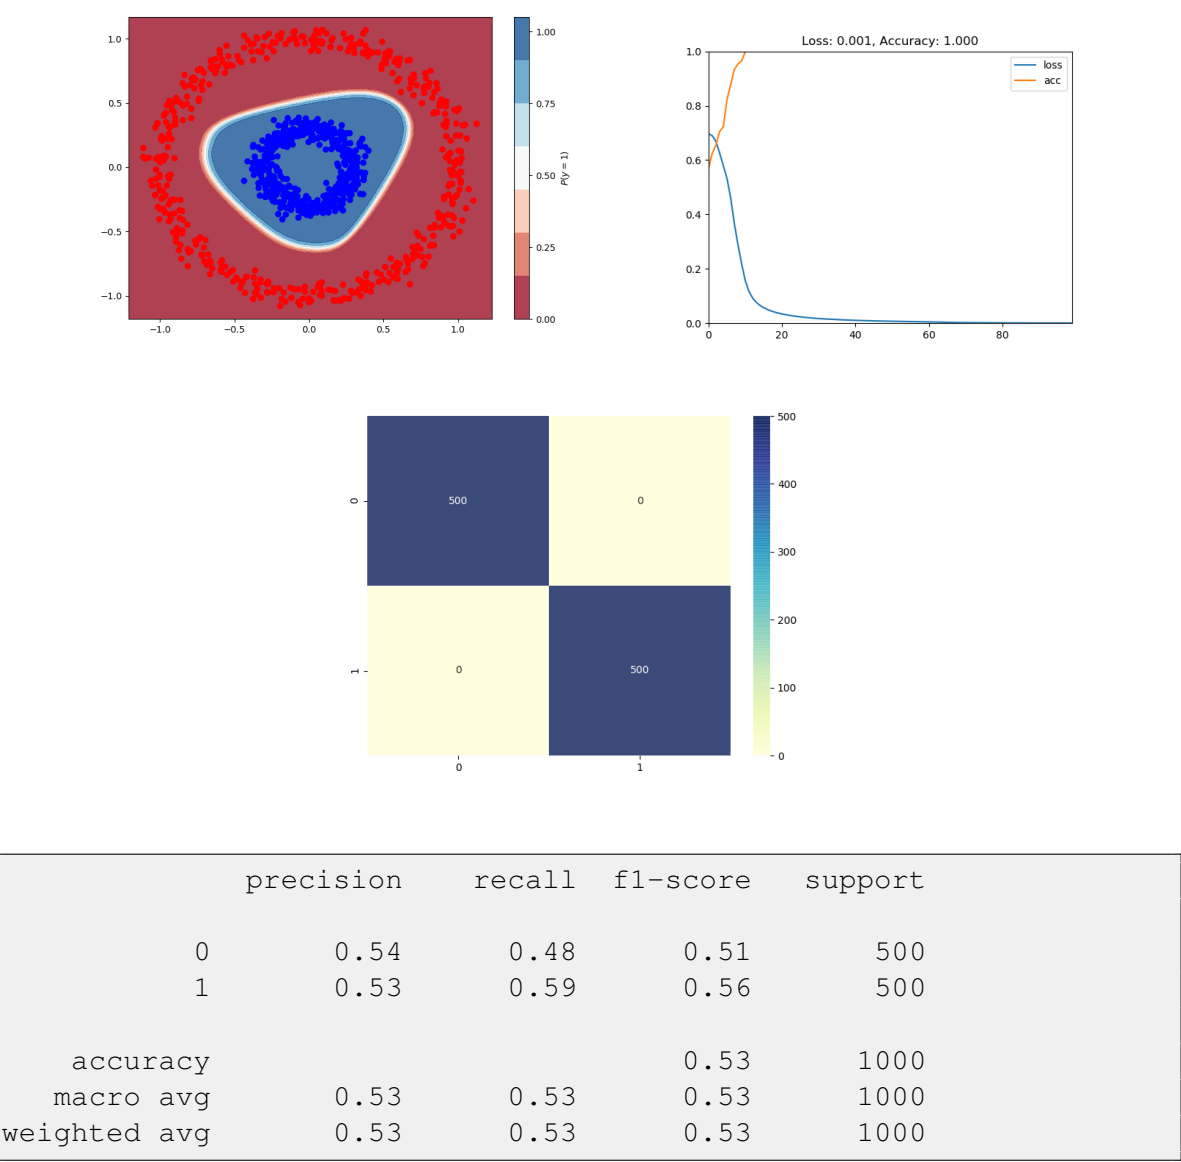 1.0
0.5
0.0
−0.5
−1.0
−1.0 −0.5 0.0 0.5 1.0
1.00
0.75
0.50
0.25
0.00
P(y = 1)
Loss: 0.001, Accuracy: 1.000
1.0
0.8
0.6
0.4
0.2
0.0
0 20 40 60 80
loss
acc
0
1
500 0
0 500
0 1
500
400
300
200
100
0
precision recall f1-score support
0 0.54 0.48 0.51 500
1 0.53 0.59 0.56 500
accuracy 0.53 1000
macro avg 0.53 0.53 0.53 1000
weighted avg 0.53 0.53 0.53 1000